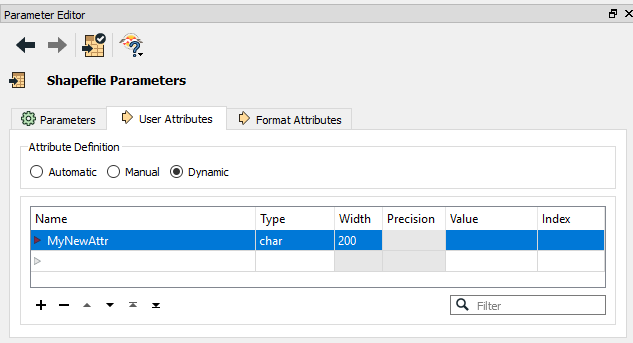 Parameter Editor
Shapefile Parameters
Parameters User Attributes Format Attributes
Attribute Definition
Automatic Manual Dynamic
Name Type Width Precision Value Index
MyNewAttr char 200
Filter